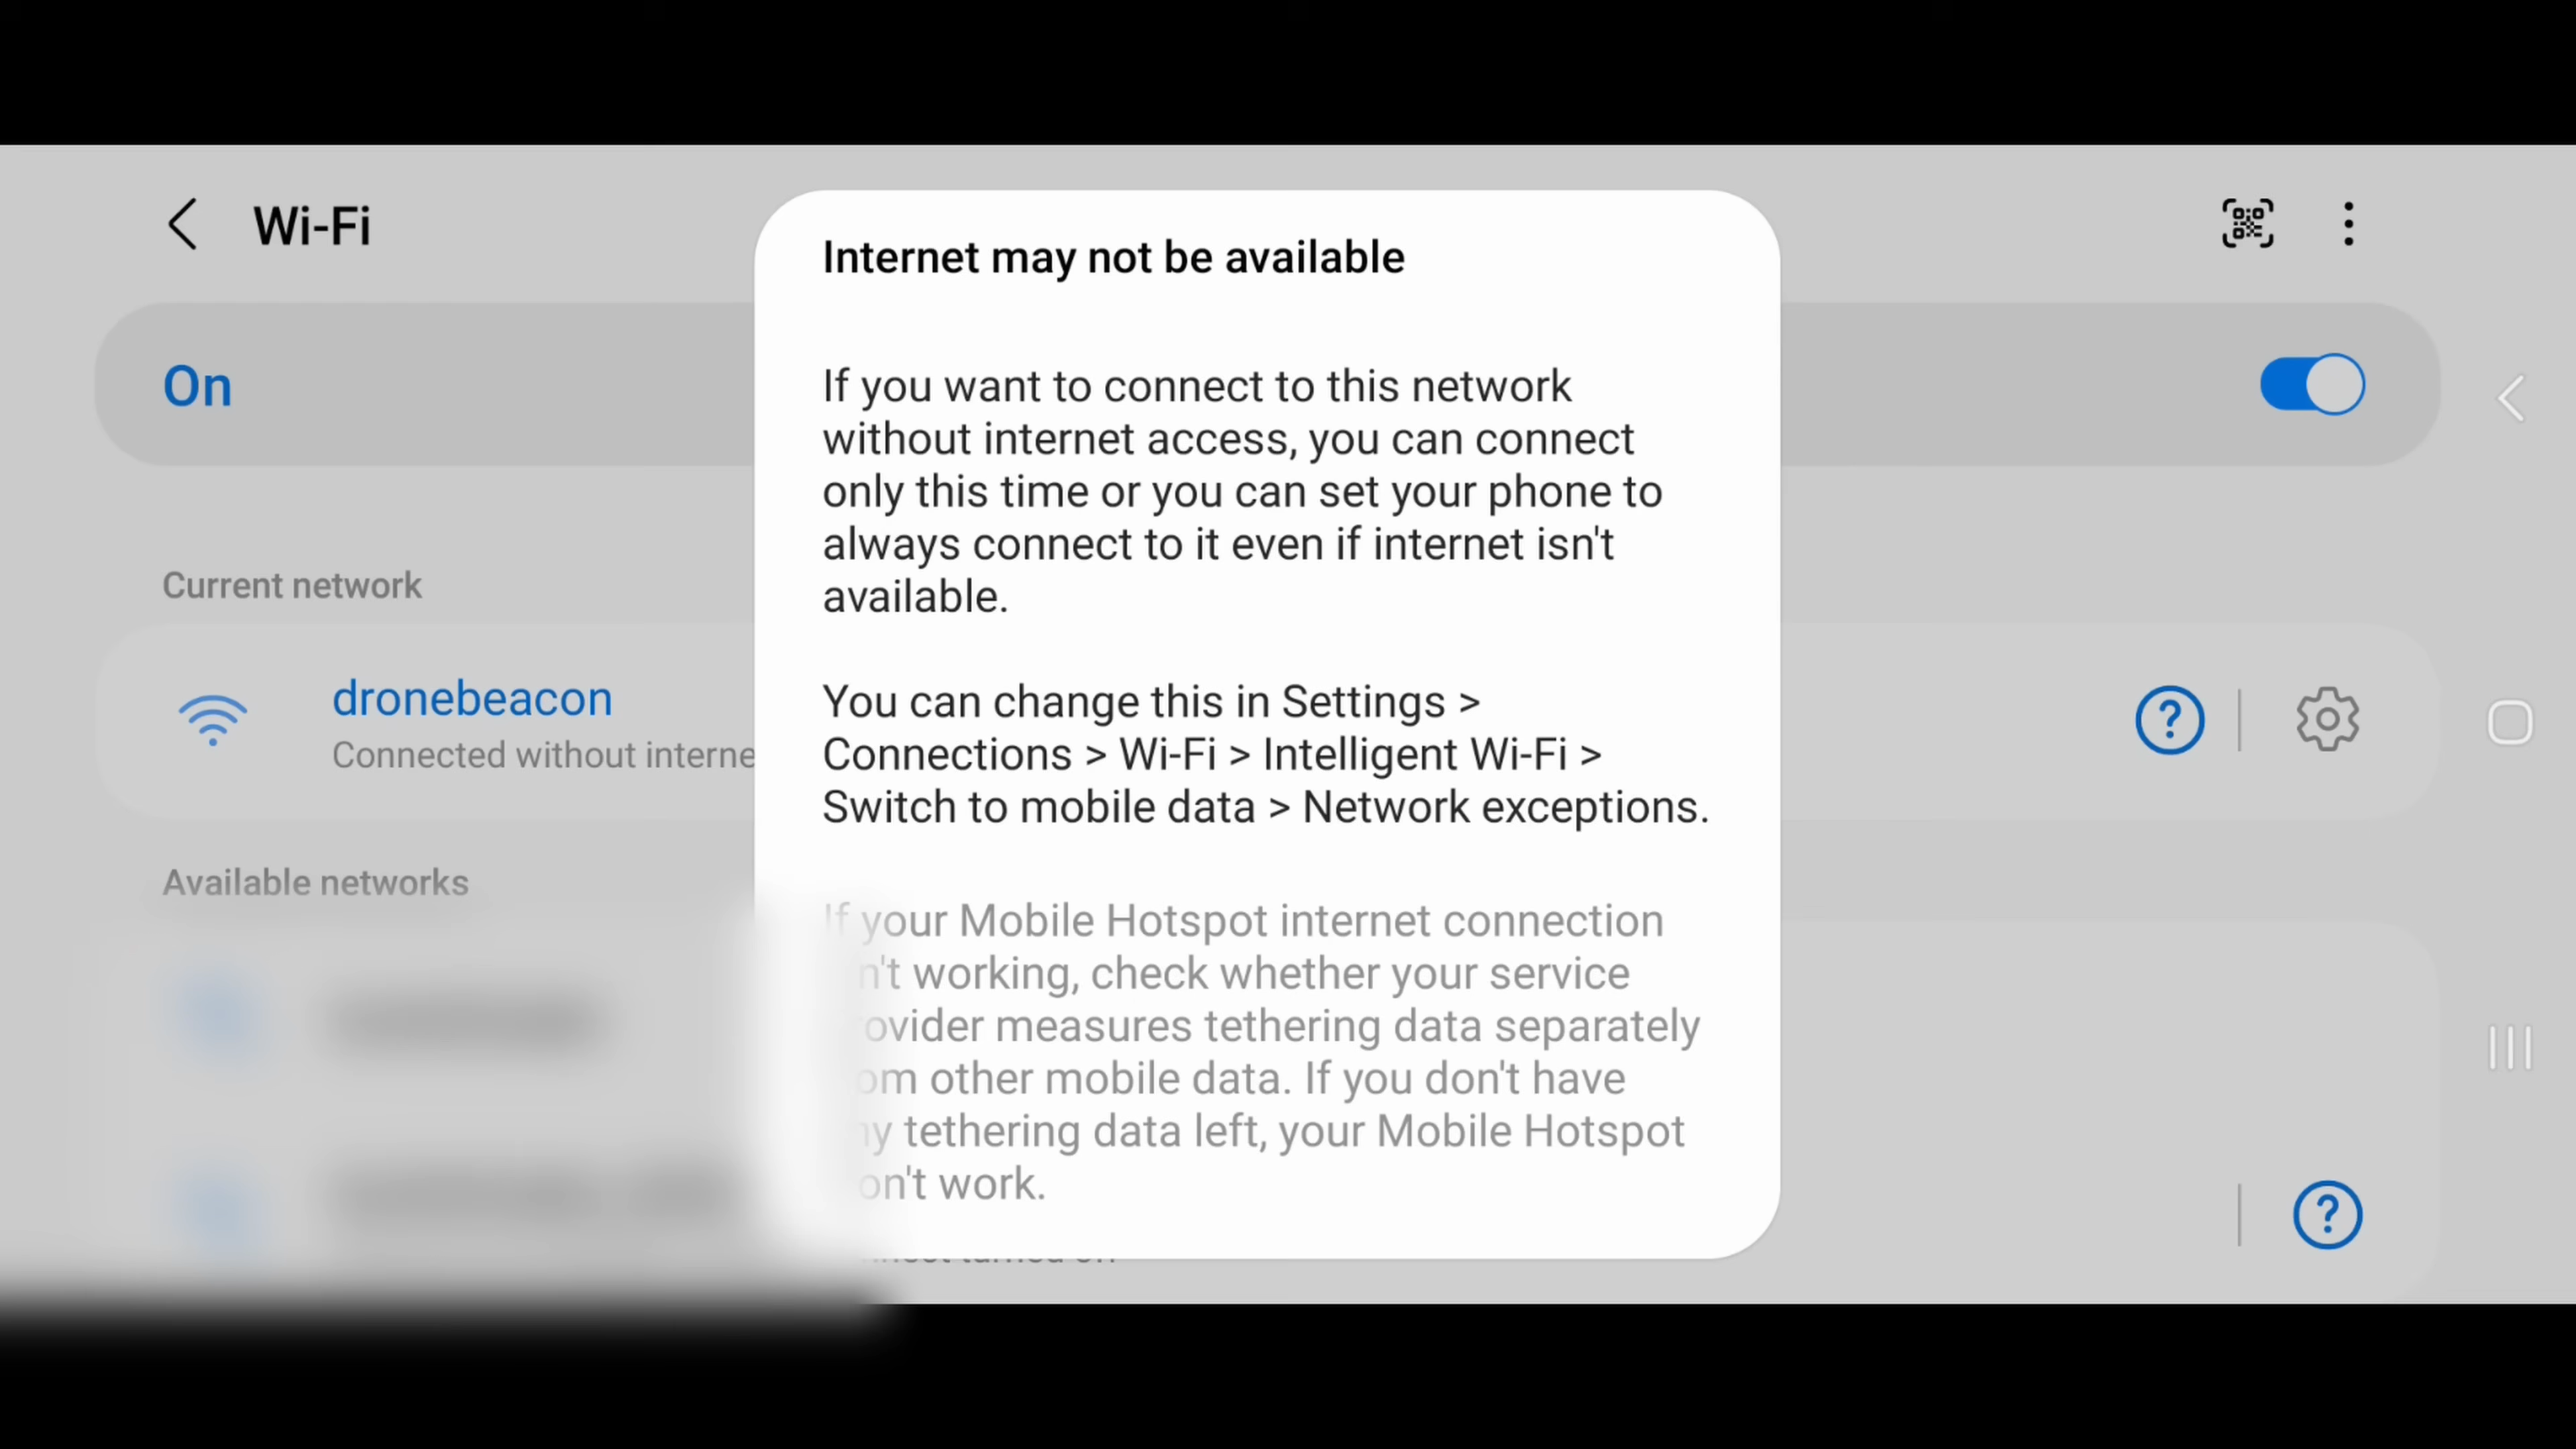 Wi-Fi
On
Current network
dronebeacon
Connected without
Available networks
Internet may not be available
If you want to connect to this network
without internet access, you can connect
only this time or you can set your phone to
always connect to it even if internet isn't
available.
You can change this in Settings >
Connections > Wi-Fi > Intelligent Wi-Fi >
Switch to mobile data > Network exceptions.
If your Mobile Hotspot internet connection
working, check whether your service
measures tethering data separately
other mobile data. If you don't have
tethering data left, your Mobile Hotspot
work.